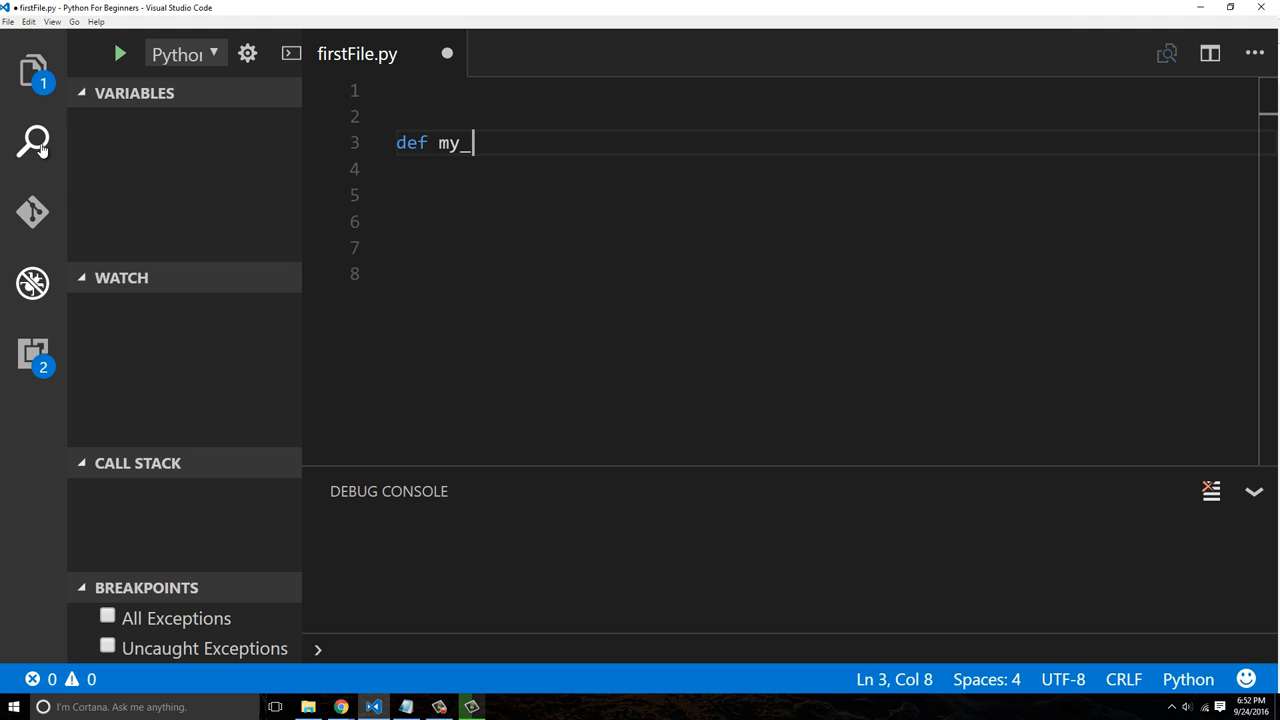 ● firstFile.py - Python For Beginners - Visual Studio Code
File Edit View Go Help
Python
firstFile.py
1
VARIABLES
1
2
3 def my_
4
5
6
7
8
WATCH
2
CALL STACK
DEBUG CONSOLE
BREAKPOINTS
All Exceptions
Uncaught Exceptions
0 0 Ln 3, Col 8 Spaces: 4 UTF-8 CRLF Python
I'm Cortana. Ask me anything.
6:52 PM
9/24/2016